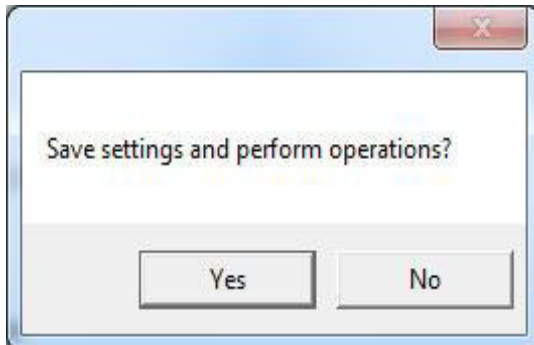 Save settings and perform operations?
Yes
No